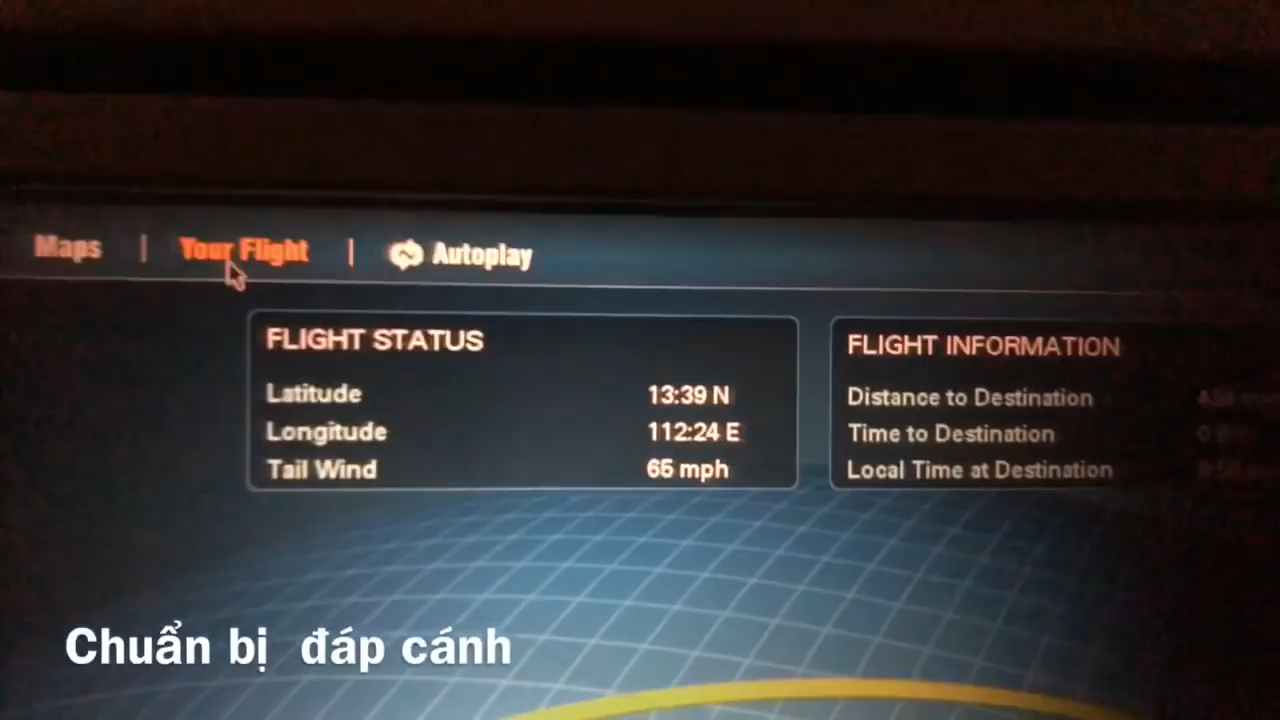 Maps | Your Flight | Autoplay
FLIGHT STATUS
Latitude 13:39 N
Longitude 112:24 E
Tail Wind 65 mph
FLIGHT INFORMATION
Distance to Destination
Time to Destination
Local Time at Destination
Chuẩn bị đáp cánh